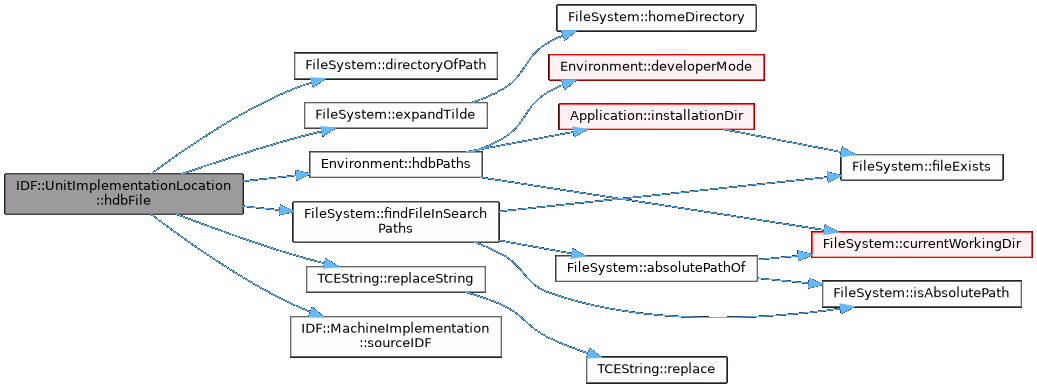 FileSystem::homeDirectory
FileSystem::directoryOfPath
Environment::developerMode
FileSystem::expandTilde
Application::installationDir
Environment::hdbPaths
FileSystem::fileExists
IDF::UnitImplementationLocation
::hdbFile
FileSystem::findFileInSearch
Paths
FileSystem::currentWorkingDir
FileSystem::absolutePathOf
TCEString::replaceString
FileSystem::isAbsolutePath
IDF::MachineImplementation
::sourceIDF
TCEString::replace